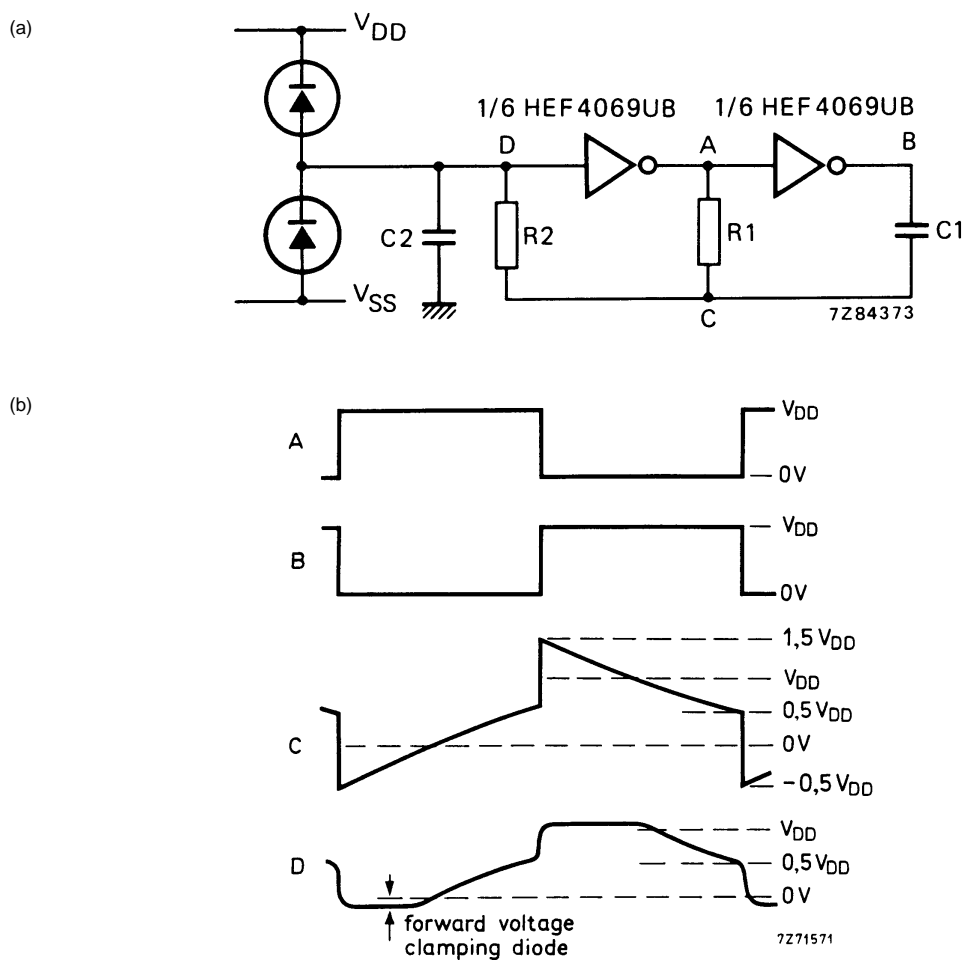 (a)
VDD
1/6 HEF4069UB
1/6 HEF4069UB
D
A
B
C2
R2
R1
C1
VSS
C
7Z84373
(b)
A
VDD
0V
B
VDD
0V
C
1,5 VDD
VDD
0,5 VDD
0V
-0,5 VDD
D
VDD
0,5 VDD
0V
forward voltage
clamping diode
7Z71571